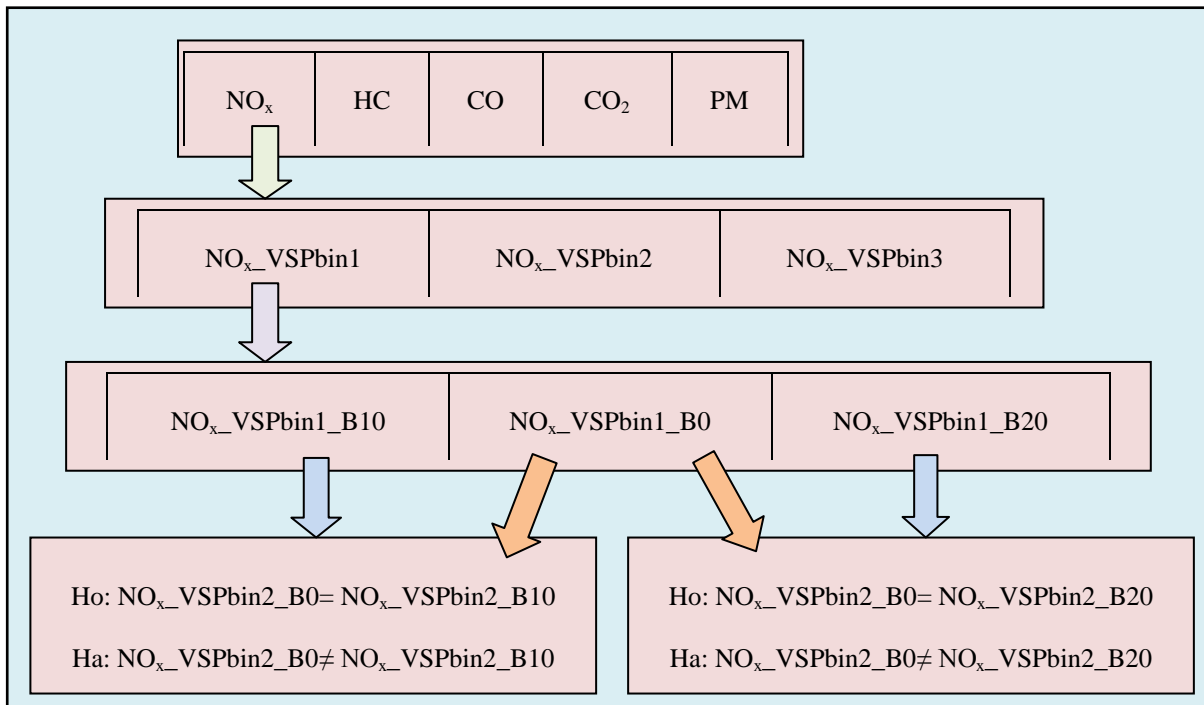 NOₓ HC CO CO₂ PM
NOₓ_VSPbin1 NOₓ_VSPbin2 NOₓ_VSPbin3
NOₓ_VSPbin1_B10 NOₓ_VSPbin1_B0 NOₓ_VSPbin1_B20
Ho: NOₓ_VSPbin2_B0= NOₓ_VSPbin2_B10
Ha: NOₓ_VSPbin2_B0≠ NOₓ_VSPbin2_B10
Ho: NOₓ_VSPbin2_B0= NOₓ_VSPbin2_B20
Ha: NOₓ_VSPbin2_B0≠ NOₓ_VSPbin2_B20